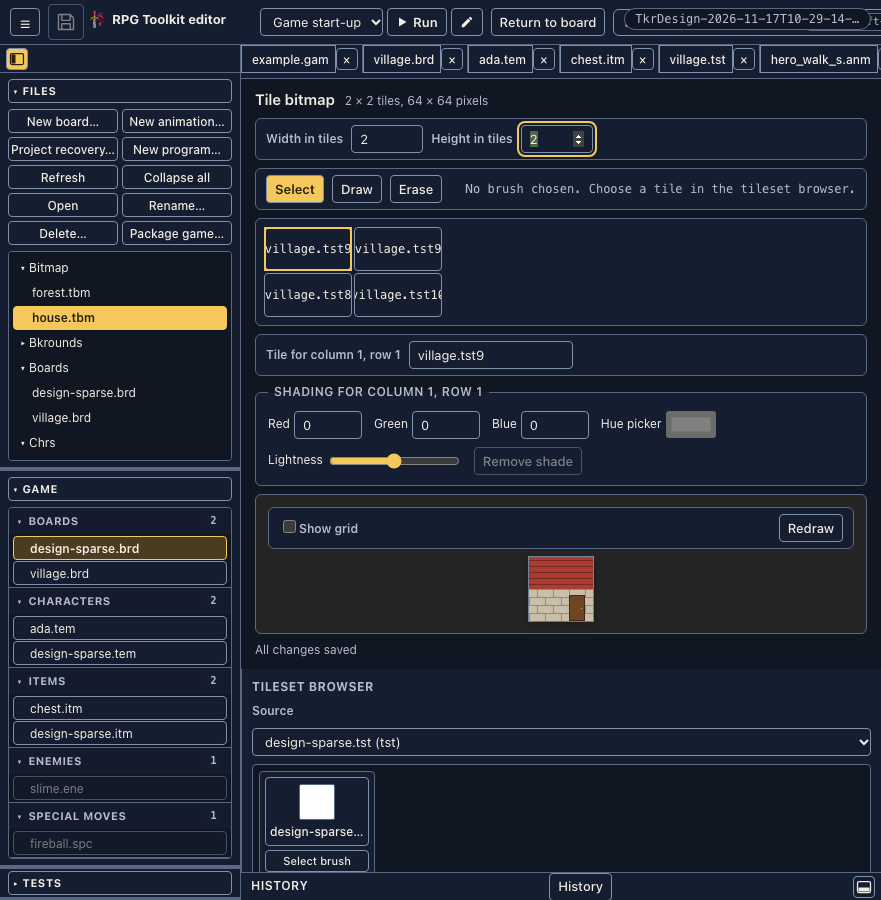 RPG Toolkit editor
Game start-up
Run
Return to board
TkrDesign-2026-11-17T10-29-14-…
example.gam ×
village.brd ×
ada.tem ×
chest.itm ×
village.tst ×
hero_walk_s.anm
FILES
New board...
New animation...
Project recovery...
New program...
Refresh
Collapse all
Open
Rename...
Delete...
Package game...
Bitmap
forest.tbm
house.tbm
Bkrounds
Boards
design-sparse.brd
village.brd
Chrs
GAME
BOARDS 2
design-sparse.brd
village.brd
CHARACTERS 2
ada.tem
design-sparse.tem
ITEMS 2
chest.itm
design-sparse.itm
ENEMIES 1
slime.ene
SPECIAL MOVES 1
fireball.spc
TESTS
Tile bitmap 2 × 2 tiles, 64 × 64 pixels
Width in tiles 2 Height in tiles 2
Select Draw Erase No brush chosen. Choose a tile in the tileset browser.
village.tst9 village.tst9
village.tst8 village.tst10
Tile for column 1, row 1 village.tst9
SHADING FOR COLUMN 1, ROW 1
Red 0 Green 0 Blue 0 Hue picker
Lightness Remove shade
Show grid Redraw
All changes saved
TILESET BROWSER
Source
design-sparse.tst (tst)
design-sparse...
Select brush
HISTORY History